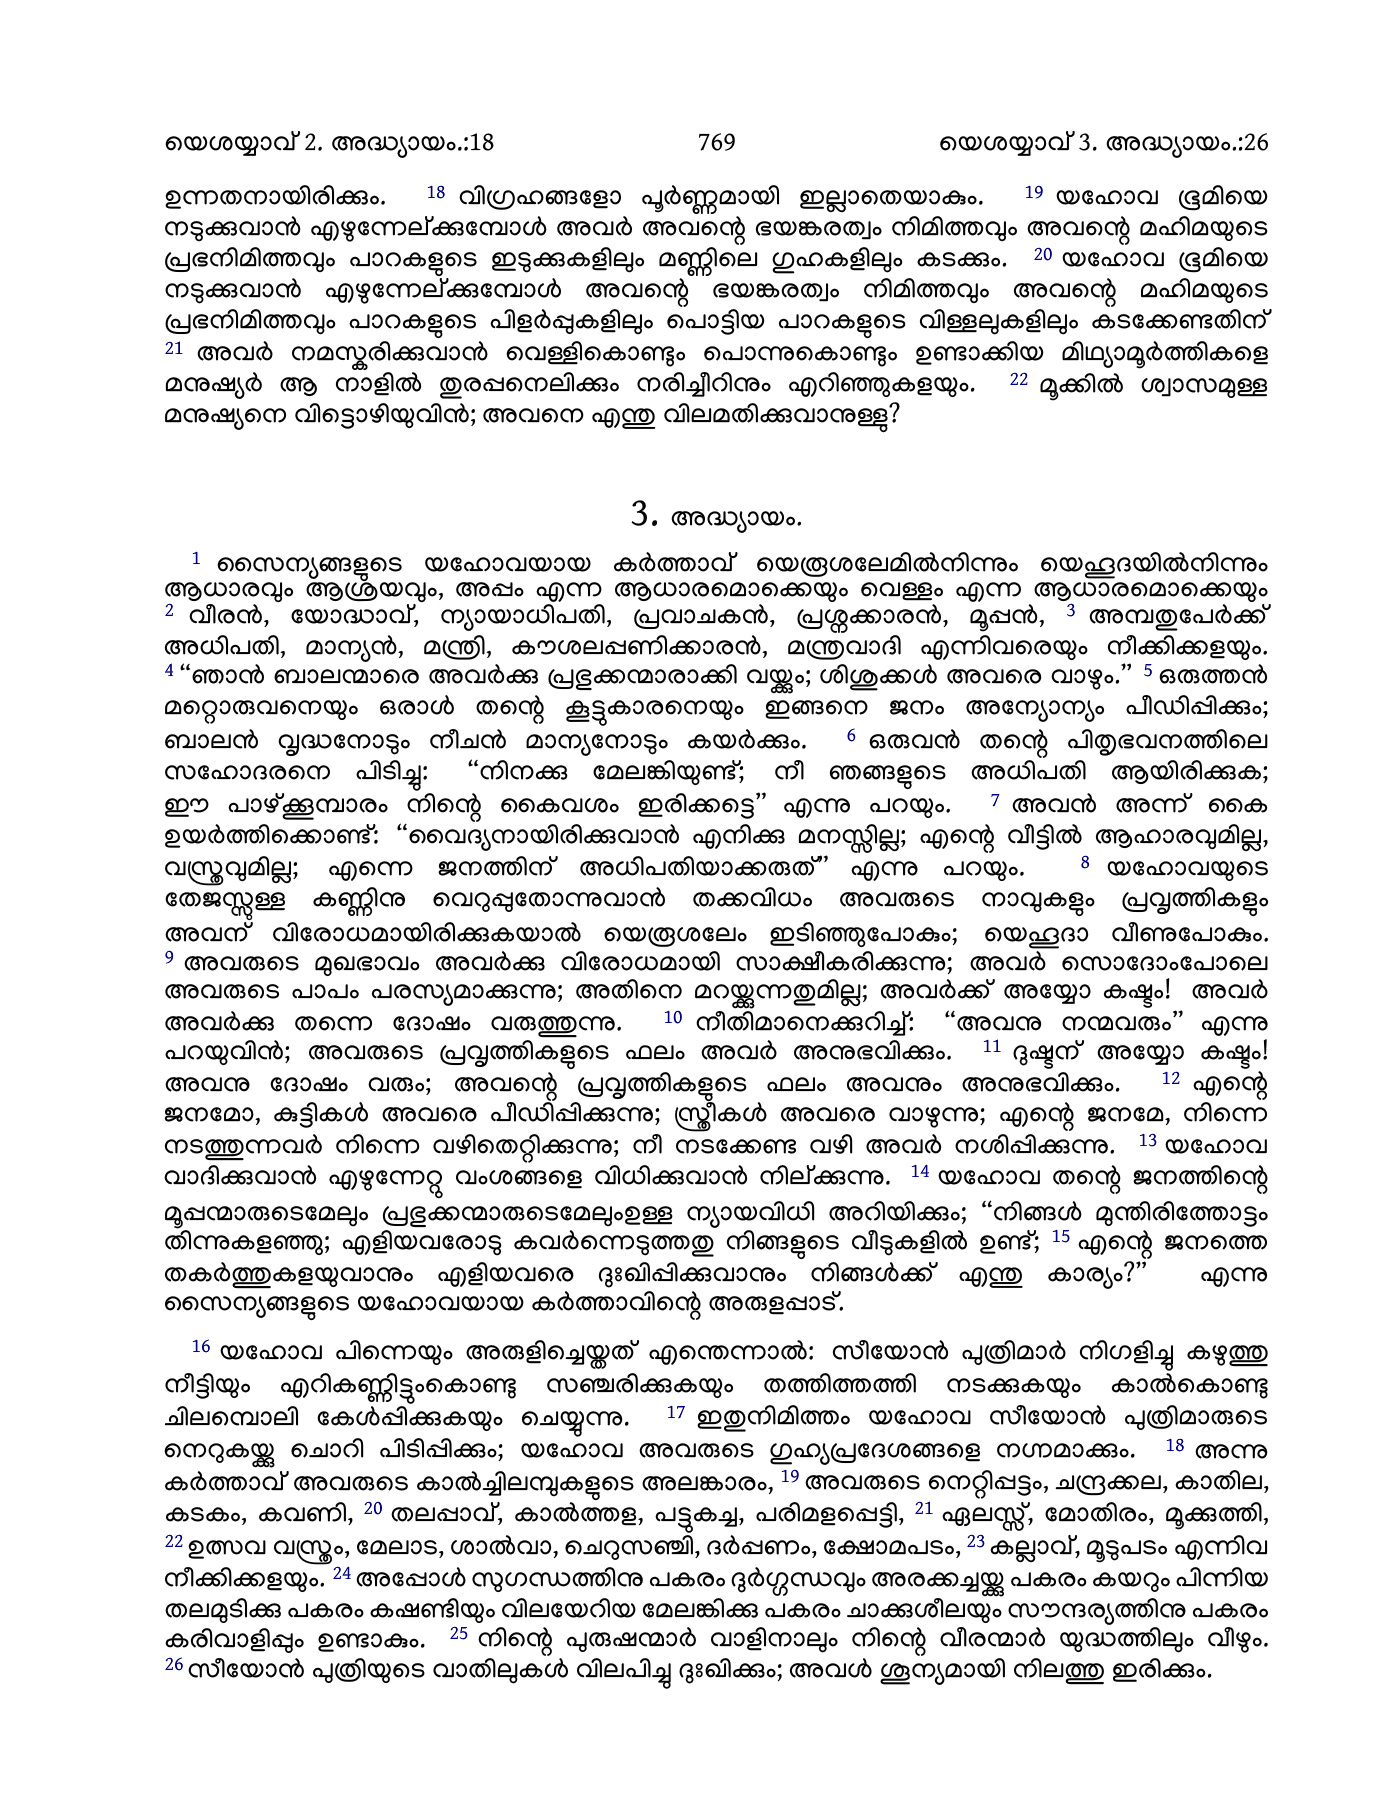 യെശയ്യാവ് 2. അദ്ധ്യായം.:18 769 യെശയ്യാവ് 3. അദ്ധ്യായം.:26
ഉന്നതനായിരിക്കും. 18 വിഗ്രഹങ്ങളോ പൂർണ്ണമായി ഇല്ലാതെയാകും. 19 യഹോവ ഭൂമിയെ
നടുക്കുവാൻ എഴുന്നേല്ക്കുമ്പോൾ അവർ അവന്റെ ഭയങ്കരത്വം നിമിത്തവും അവന്റെ മഹിമയുടെ
പ്രഭനിമിത്തവും പാറകളുടെ ഇടുക്കുകളിലും മണ്ണിലെ ഗുഹകളിലും കടക്കും. 20 യഹോവ ഭൂമിയെ
നടുക്കുവാൻ എഴുന്നേല്ക്കുമ്പോൾ അവന്റെ ഭയങ്കരത്വം നിമിത്തവും അവന്റെ മഹിമയുടെ
പ്രഭനിമിത്തവും പാറകളുടെ പിളർപ്പുകളിലും പൊട്ടിയ പാറകളുടെ വിള്ളലുകളിലും കടക്കേണ്ടതിന്
21 അവർ നമസ്കരിക്കുവാൻ വെള്ളികൊണ്ടും പൊന്നുകൊണ്ടും ഉണ്ടാക്കിയ മിഥ്യാമൂർത്തികളെ
മനുഷ്യർ ആ നാളിൽ തുരപ്പനെലിക്കും നരിച്ചീറിനും എറിഞ്ഞുകളയും. 22 മൂക്കിൽ ശ്വാസമുള്ള
മനുഷ്യനെ വിട്ടൊഴിയുവിൻ; അവനെ എന്തു വിലമതിക്കുവാനുള്ളു?
3. അദ്ധ്യായം.
1 സൈന്യങ്ങളുടെ യഹോവയായ കർത്താവ് യെരൂശലേമിൽനിന്നും യെഹൂദയിൽനിന്നും
ആധാരവും ആശ്രയവും, അപ്പം എന്ന ആധാരമൊക്കെയും വെള്ളം എന്ന ആധാരമൊക്കെയും
2 വീരൻ, യോദ്ധാവ്, ന്യായാധിപതി, പ്രവാചകൻ, പ്രശ്നക്കാരൻ, മൂപ്പൻ, 3 അമ്പതുപേർക്ക്
അധിപതി, മാന്യൻ, മന്ത്രി, കൗശലപ്പണിക്കാരൻ, മന്ത്രവാദി എന്നിവരെയും നീക്കിക്കളയും.
4 “ഞാൻ ബാലന്മാരെ അവർക്കു പ്രഭുക്കന്മാരാക്കി വയ്ക്കും; ശിശുക്കൾ അവരെ വാഴും.” 5 ഒരുത്തൻ
മറ്റൊരുവനെയും ഒരാൾ തന്റെ കൂട്ടുകാരനെയും ഇങ്ങനെ ജനം അന്യോന്യം പീഡിപ്പിക്കും;
ബാലൻ വൃദ്ധനോടും നീചൻ മാന്യനോടും കയർക്കും. 6 ഒരുവൻ തന്റെ പിതൃഭവനത്തിലെ
സഹോദരനെ പിടിച്ചു: “നിനക്കു മേലങ്കിയുണ്ട്; നീ ഞങ്ങളുടെ അധിപതി ആയിരിക്കുക;
ഈ പാഴ്ക്കൂമ്പാരം നിന്റെ കൈവശം ഇരിക്കട്ടെ” എന്നു പറയും. 7 അവൻ അന്ന് കൈ
ഉയർത്തിക്കൊണ്ട്: “വൈദ്യനായിരിക്കുവാൻ എനിക്കു മനസ്സില്ല; എന്റെ വീട്ടിൽ ആഹാരവുമില്ല,
വസ്ത്രവുമില്ല; എന്നെ ജനത്തിന് അധിപതിയാക്കരുത്” എന്നു പറയും. 8 യഹോവയുടെ
തേജസ്സുള്ള കണ്ണിനു വെറുപ്പുതോന്നുവാൻ തക്കവിധം അവരുടെ നാവുകളും പ്രവൃത്തികളും
അവന് വിരോധമായിരിക്കുകയാൽ യെരൂശലേം ഇടിഞ്ഞുപോകും; യെഹൂദാ വീണുപോകും.
9 അവരുടെ മുഖഭാവം അവർക്കു വിരോധമായി സാക്ഷീകരിക്കുന്നു; അവർ സൊദോംപോലെ
അവരുടെ പാപം പരസ്യമാക്കുന്നു; അതിനെ മറയ്ക്കുന്നതുമില്ല; അവർക്ക് അയ്യോ കഷ്ടം! അവർ
അവർക്കു തന്നെ ദോഷം വരുത്തുന്നു. 10 നീതിമാനെക്കുറിച്ച്: “അവനു നന്മവരും” എന്നു
പറയുവിൻ; അവരുടെ പ്രവൃത്തികളുടെ ഫലം അവർ അനുഭവിക്കും. 11 ദുഷ്ടന് അയ്യോ കഷ്ടം!
അവനു ദോഷം വരും; അവന്റെ പ്രവൃത്തികളുടെ ഫലം അവനും അനുഭവിക്കും. 12 എന്റെ
ജനമോ, കുട്ടികൾ അവരെ പീഡിപ്പിക്കുന്നു; സ്ത്രീകൾ അവരെ വാഴുന്നു; എന്റെ ജനമേ, നിന്നെ
നടത്തുന്നവർ നിന്നെ വഴിതെറ്റിക്കുന്നു; നീ നടക്കേണ്ട വഴി അവർ നശിപ്പിക്കുന്നു. 13 യഹോവ
വാദിക്കുവാൻ എഴുന്നേറ്റു വംശങ്ങളെ വിധിക്കുവാൻ നില്ക്കുന്നു. 14 യഹോവ തന്റെ ജനത്തിന്റെ
മൂപ്പന്മാരുടെമേലും പ്രഭുക്കന്മാരുടെമേലുംഉള്ള ന്യായവിധി അറിയിക്കും; “നിങ്ങൾ മുന്തിരിത്തോട്ടം
തിന്നുകളഞ്ഞു; എളിയവരോടു കവർന്നെടുത്തതു നിങ്ങളുടെ വീടുകളിൽ ഉണ്ട്; 15 എന്റെ ജനത്തെ
തകർത്തുകളയുവാനും എളിയവരെ ദുഃഖിപ്പിക്കുവാനും നിങ്ങൾക്ക് എന്തു കാര്യം?” എന്നു
സൈന്യങ്ങളുടെ യഹോവയായ കർത്താവിന്റെ അരുളപ്പാട്.
16 യഹോവ പിന്നെയും അരുളിച്ചെയ്തത് എന്തെന്നാൽ: സീയോൻ പുത്രിമാർ നിഗളിച്ചു കഴുത്തു
നീട്ടിയും എറികണ്ണിട്ടുംകൊണ്ടു സഞ്ചരിക്കുകയും തത്തിത്തത്തി നടക്കുകയും കാൽകൊണ്ടു
ചിലമ്പൊലി കേൾപ്പിക്കുകയും ചെയ്യുന്നു. 17 ഇതുനിമിത്തം യഹോവ സീയോൻ പുത്രിമാരുടെ
നെറുകയ്ക്കു ചൊറി പിടിപ്പിക്കും; യഹോവ അവരുടെ ഗുഹ്യപ്രദേശങ്ങളെ നഗ്നമാക്കും. 18 അന്നു
കർത്താവ് അവരുടെ കാൽച്ചിലമ്പുകളുടെ അലങ്കാരം, 19 അവരുടെ നെറ്റിപ്പട്ടം, ചന്ദ്രക്കല, കാതില,
കടകം, കവണി, 20 തലപ്പാവ്, കാൽത്തള, പട്ടുകച്ച, പരിമളപ്പെട്ടി, 21 ഏലസ്സ്, മോതിരം, മൂക്കുത്തി,
22 ഉത്സവ വസ്ത്രം, മേലാട, ശാൽവാ, ചെറുസഞ്ചി, ദർപ്പണം, ക്ഷോമപടം, 23 കല്ലാവ്, മൂടുപടം എന്നിവ
നീക്കിക്കളയും. 24 അപ്പോൾ സുഗന്ധത്തിനു പകരം ദുർഗ്ഗന്ധവും അരക്കച്ചയ്ക്കു പകരം കയറും പിന്നിയ
തലമുടിക്കു പകരം കഷണ്ടിയും വിലയേറിയ മേലങ്കിക്കു പകരം ചാക്കുശീലയും സൗന്ദര്യത്തിനു പകരം
കരിവാളിപ്പും ഉണ്ടാകും. 25 നിന്റെ പുരുഷന്മാർ വാളിനാലും നിന്റെ വീരന്മാർ യുദ്ധത്തിലും വീഴും.
26 സീയോൻ പുത്രിയുടെ വാതിലുകൾ വിലപിച്ചു ദുഃഖിക്കും; അവൾ ശൂന്യമായി നിലത്തു ഇരിക്കും.